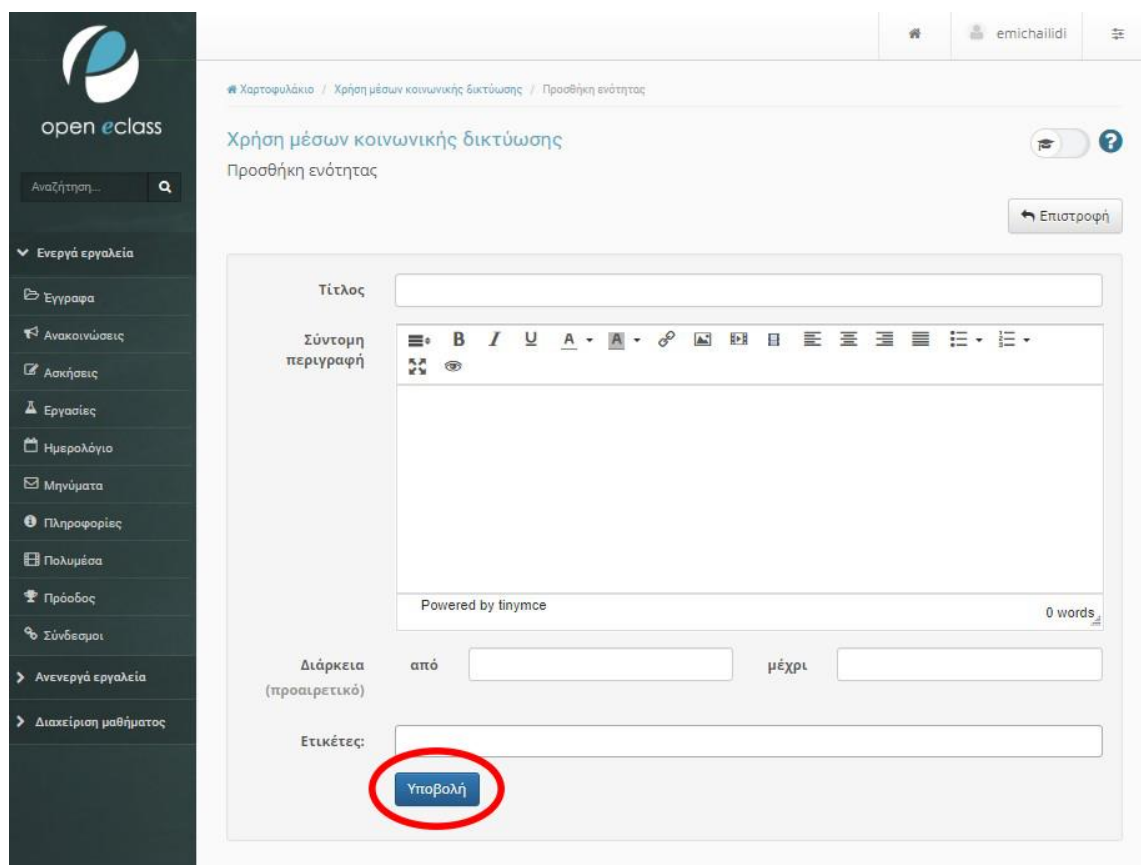 open eclass
Αναζήτηση...
Ενεργά εργαλεία
Έγγραφα
Ανακοινώσεις
Ασκήσεις
Εργασίες
Ημερολόγιο
Μηνύματα
Πληροφορίες
Πολυμέσα
Πρόοδος
Σύνδεσμοι
Ανενεργά εργαλεία
Διαχείριση μαθήματος
emichailidi
Χαρτοφυλάκιο / Χρήση μέσων κοινωνικής δικτύωσης / Προσθήκη ενότητας
Χρήση μέσων κοινωνικής δικτύωσης
Προσθήκη ενότητας
Επιστροφή
Τίτλος
Σύντομη
περιγραφή
B I U A A
Powered by tinymce
0 words
Διάρκεια από μέχρι
(προαιρετικό)
Ετικέτες:
Υποβολή